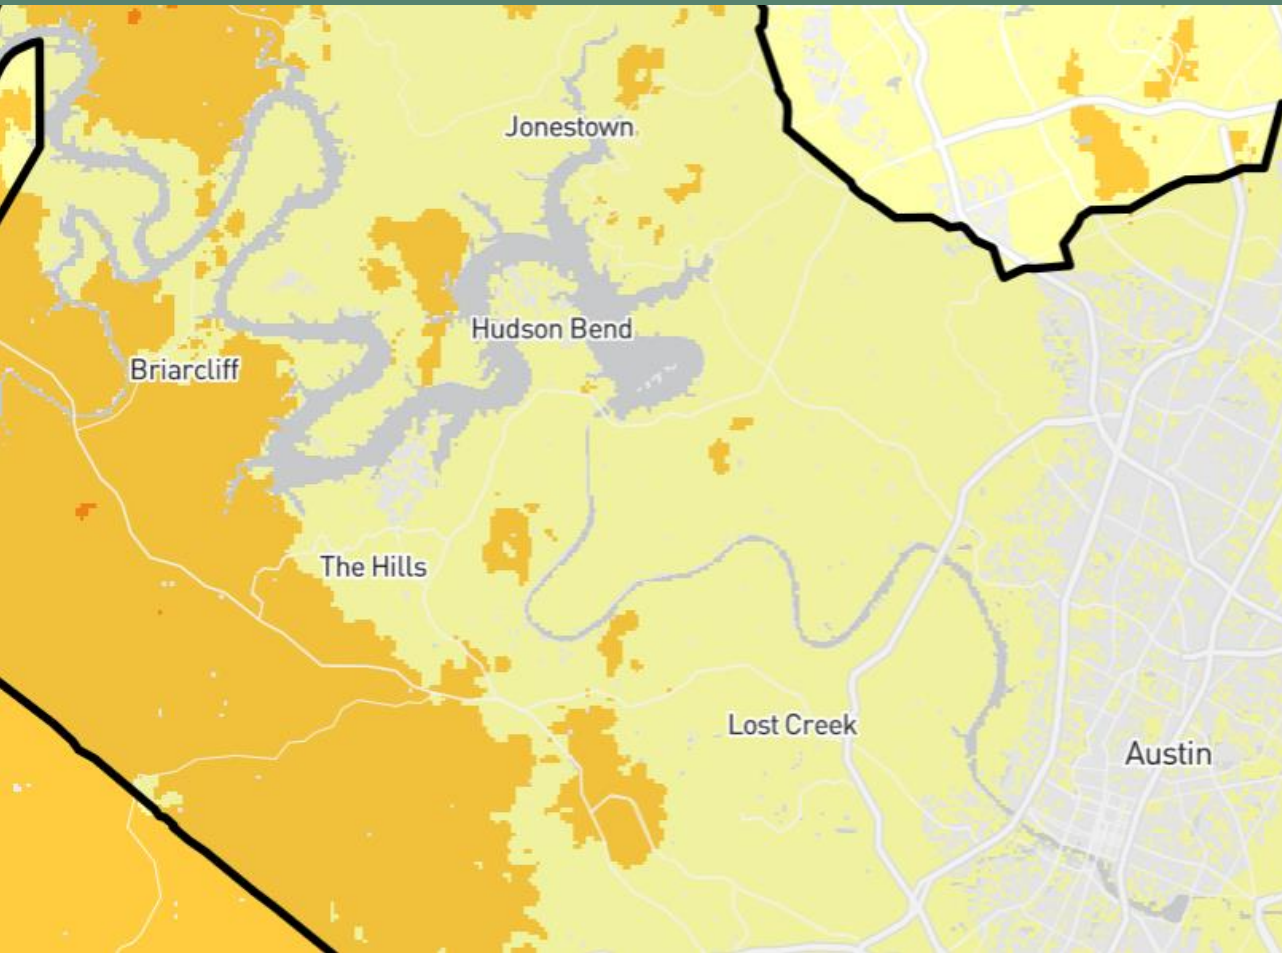 Jonestown
Hudson Bend
Briarcliff
The Hills
Lost Creek
Austin